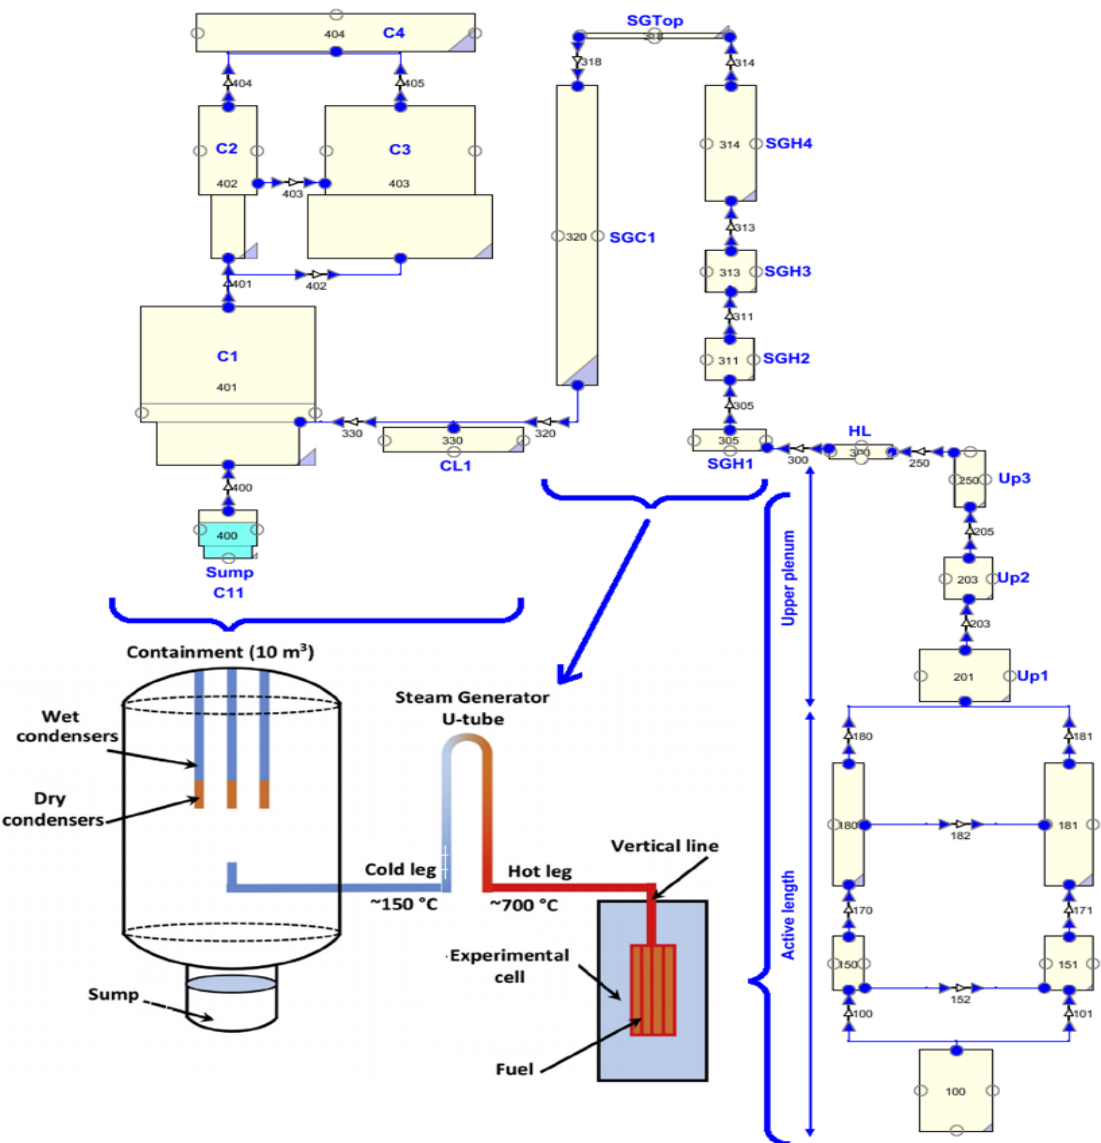 C4
404
404
405
C2
402
C3
403
403
401
402
C1
401
330
330
CL1
320
400
400
Sump
C11
SGTop
318
314
320
SGC1
314
SGH4
313
313
SGH3
311
311
SGH2
305
305
SGH1
300
HL
300
250
250
Up3
205
203
Up2
203
201
Up1
180
181
180
182
181
170
171
150
151
152
100
101
100
Upper plenum
Active length
Containment (10 m³)
Wet
condensers
Dry
condensers
Sump
Steam Generator
U-tube
Cold leg
~150 °C
Hot leg
~700 °C
Vertical line
Experimental
cell
Fuel